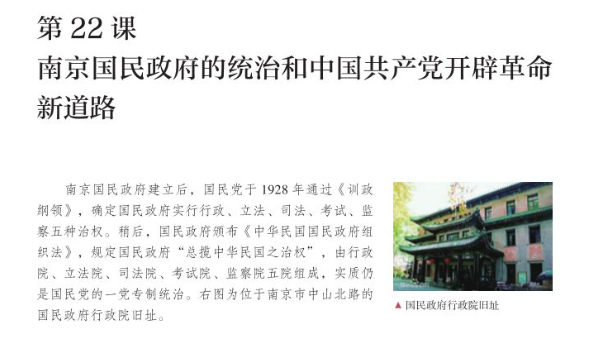 第 22 课
南京国民政府的统治和中国共产党开辟革命
新道路
南京国民政府建立后，国民党于 1928 年通过《训政
纲领》，确定国民政府实行行政、立法、司法、考试、监
察五种治权。稍后，国民政府颁布《中华民国国民政府组
织法》，规定国民政府“总揽中华民国之治权”，由行政
院、立法院、司法院、考试院、监察院五院组成，实质仍
是国民党的一党专制统治。右图为位于南京市中山北路的
国民政府行政院旧址。
▲ 国民政府行政院旧址